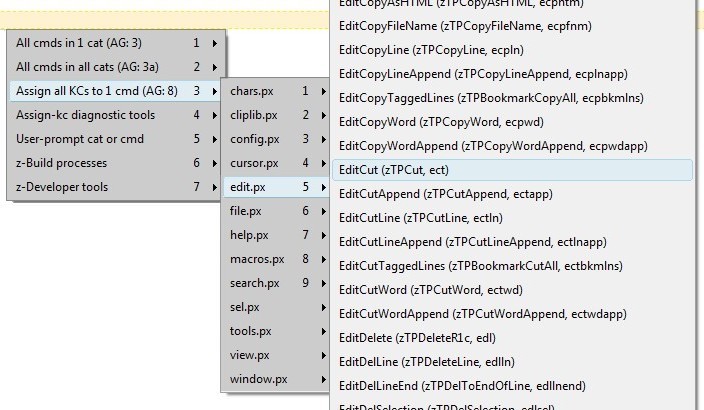 All cmds in 1 cat (AG: 3) 1
All cmds in all cats (AG: 3a) 2
Assign all KCs to 1 cmd (AG: 8) 3
Assign-kc diagnostic tools 4
User-prompt cat or cmd 5
z-Build processes 6
z-Developer tools 7
chars.px 1
cliplib.px 2
config.px 3
cursor.px 4
edit.px 5
file.px 6
help.px 7
macros.px 8
search.px 9
sel.px
tools.px
view.px
window.px
EditCopyAsHTML (zTPCopyAsHTML, ecphtm)
EditCopyFileName (zTPCopyFileName, ecpfnm)
EditCopyLine (zTPCopyLine, ecpln)
EditCopyLineAppend (zTPCopyLineAppend, ecplnapp)
EditCopyTaggedLines (zTPBookmarkCopyAll, ecpbkmlns)
EditCopyWord (zTPCopyWord, ecpwd)
EditCopyWordAppend (zTPCopyWordAppend, ecpwdapp)
EditCut (zTPCut, ect)
EditCutAppend (zTPCutAppend, ectapp)
EditCutLine (zTPCutLine, ectln)
EditCutLineAppend (zTPCutLineAppend, ectlnapp)
EditCutTaggedLines (zTPBookmarkCutAll, ectbkmlns)
EditCutWord (zTPCutWord, ectwd)
EditCutWordAppend (zTPCutWordAppend, ectwdapp)
EditDelete (zTPDeleteR1c, edl)
EditDelLine (zTPDeleteLine, edlln)
EditDelLineEnd (zTPDelToEndOfLine, edllnend)
EditDelSelection (zTPDelSelection, edlsel)